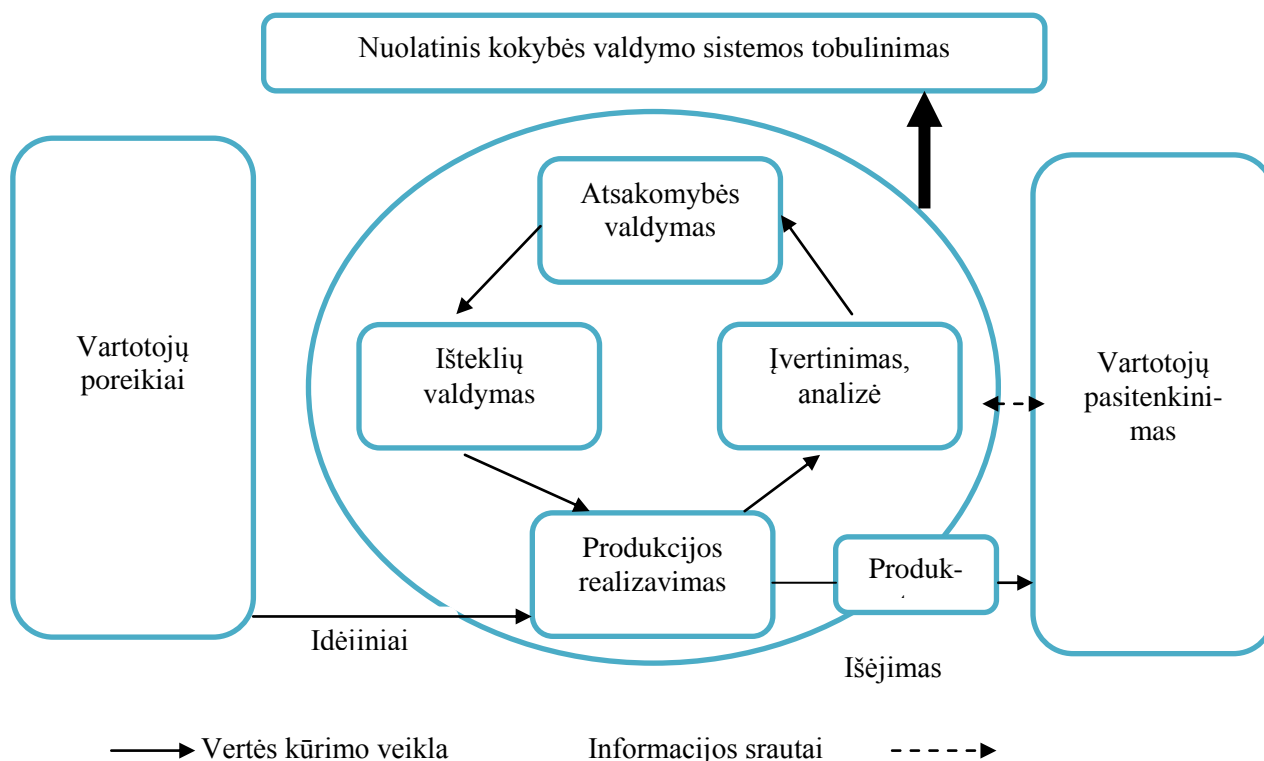 Nuolatinis kokybės valdymo sistemos tobulinimas
Atsakomybės
valdymas
Vartotojų
poreikiai
Išteklių
valdymas
Įvertinimas,
analizė
Vartotojų
pasitenkini-
mas
Produkcijos
realizavimas
Produk-
Idėjiniai
Išėjimas
Vertės kūrimo veikla
Informacijos srautai